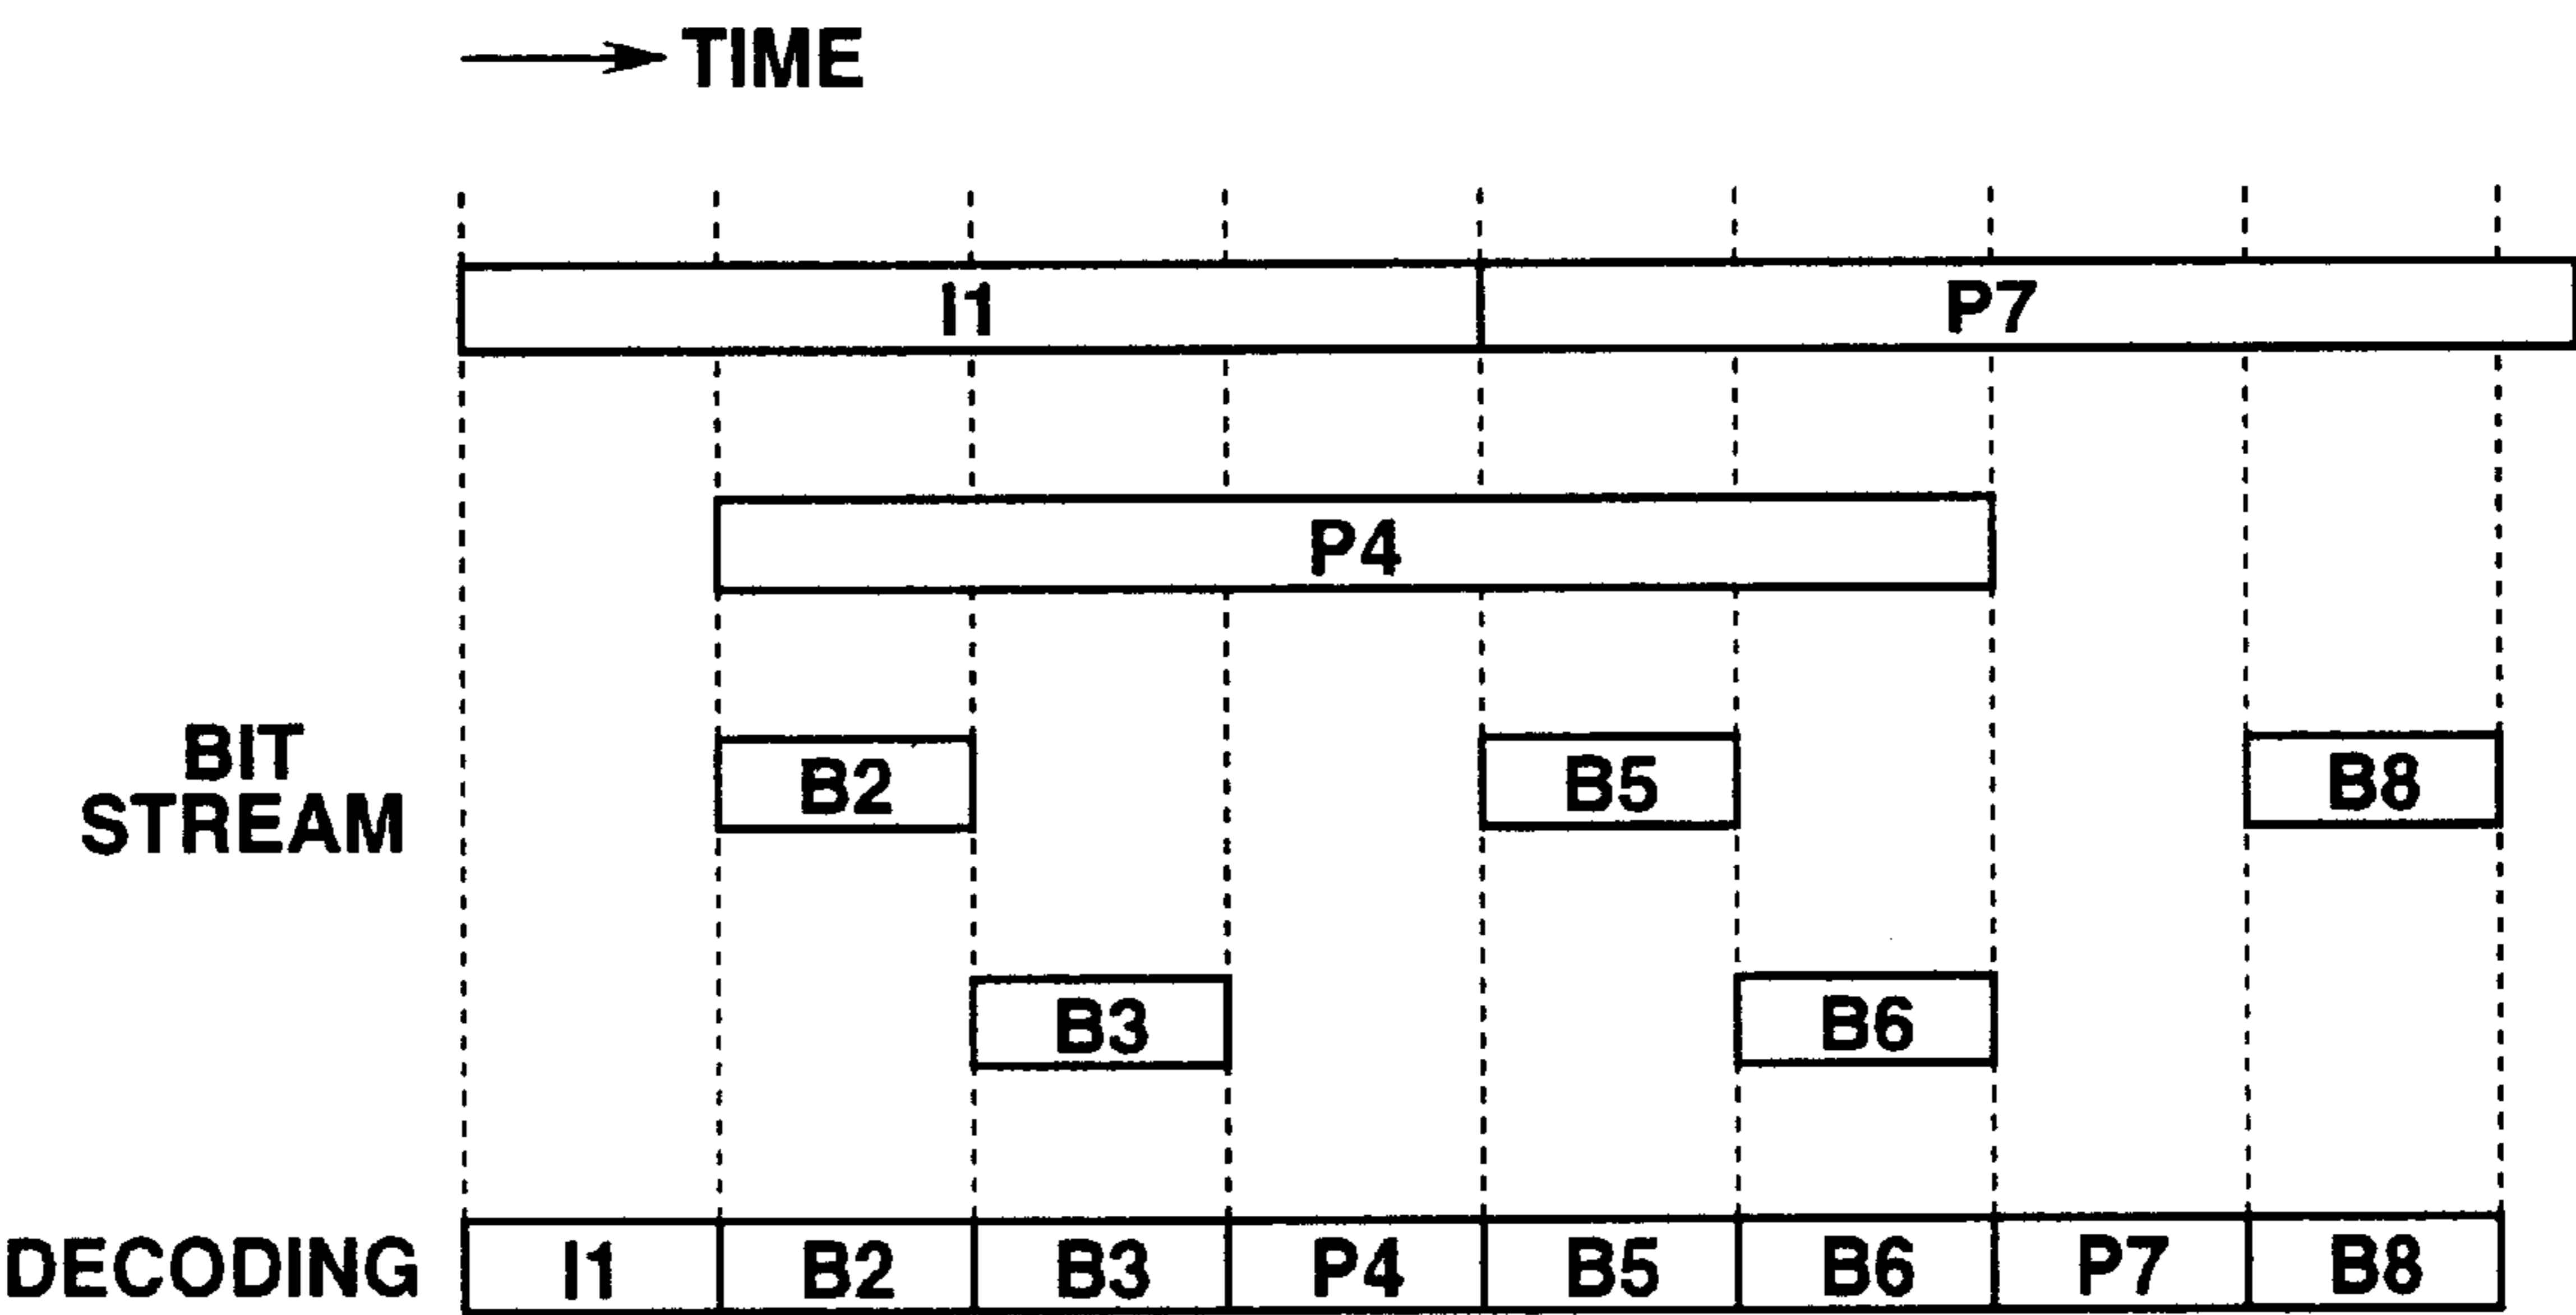 TIME
I1 P7
P4
BIT
STREAM
B2 B5 B8
B3 B6
DECODING I1 B2 B3 P4 B5 B6 P7 B8